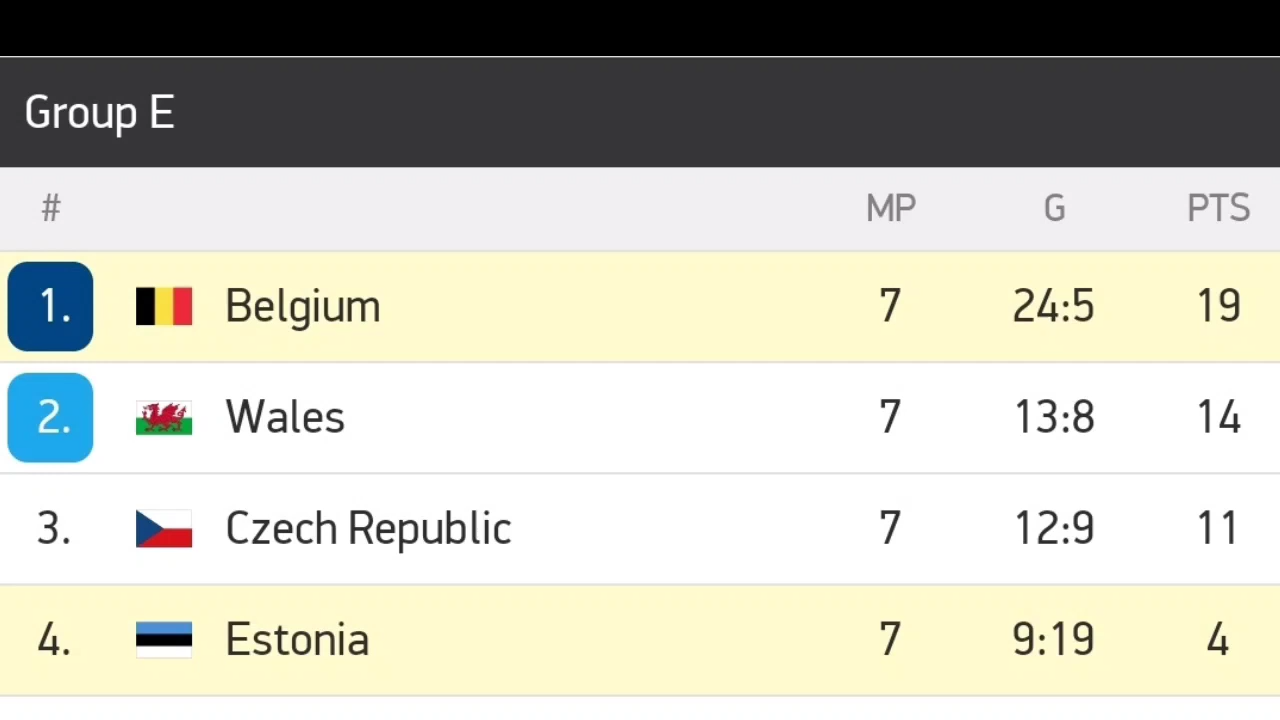 Group E
# MP G PTS
1. Belgium 7 24:5 19
2. Wales 7 13:8 14
3. Czech Republic 7 12:9 11
4. Estonia 7 9:19 4